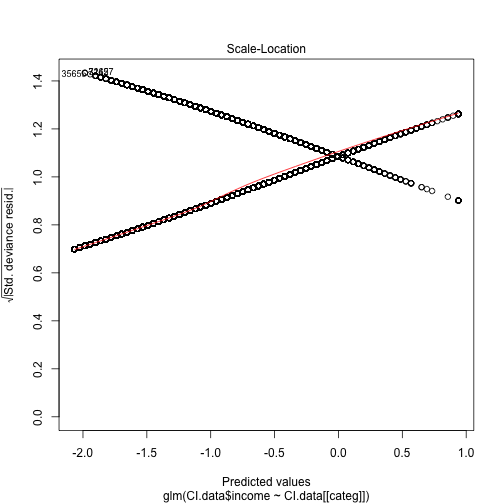 Scale-Location
1.4
1.2
1.0
0.8
0.6
0.4
0.2
0.0
√|Std. deviance resid.|
-2.0 -1.5 -1.0 -0.5 0.0 0.5 1.0
Predicted values
glm(CI.data$income ~ CI.data[[categ]])